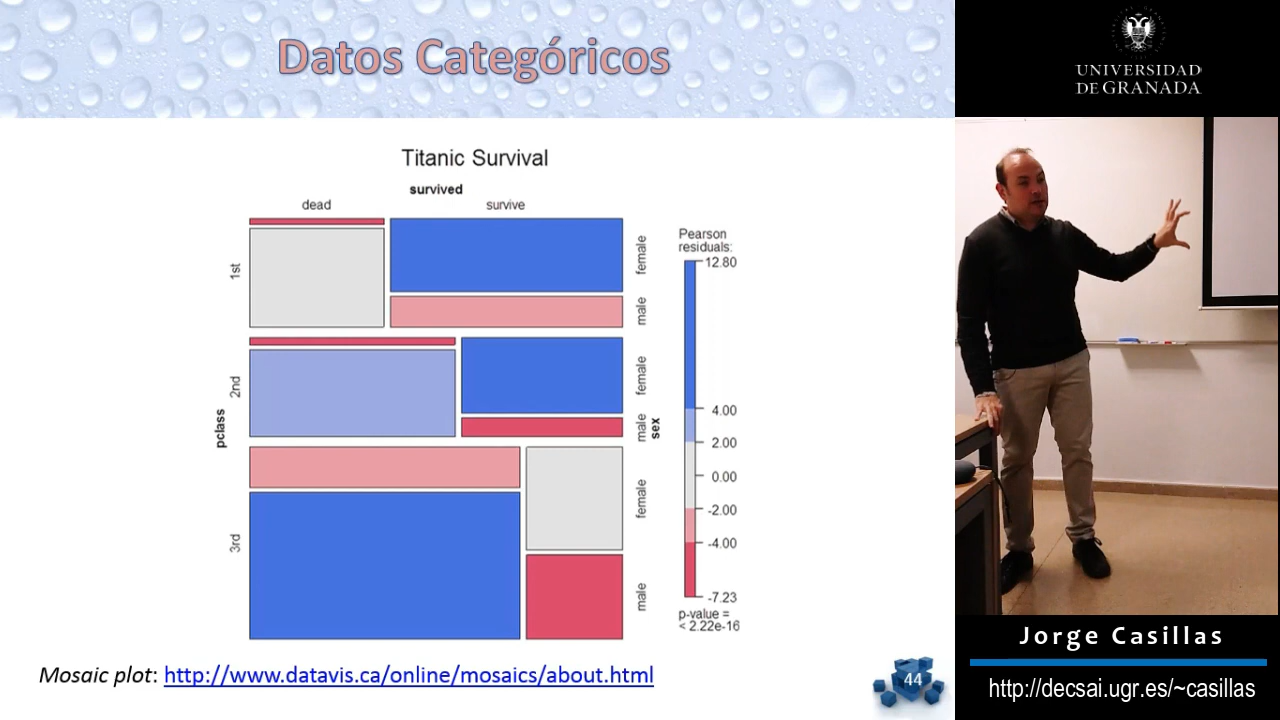 Datos Categóricos
UNIVERSIDAD
DE GRANADA
Titanic Survival
survived
dead
survive
1st
2nd
3rd
pclass
female
male
female
male
female
male
sex
Pearson
residuals:
12.80
4.00
2.00
0.00
-2.00
-4.00
-7.23
p-value =
< 2.22e-16
Mosaic plot: http://www.datavis.ca/online/mosaics/about.html
44
Jorge Casillas
http://decsai.ugr.es/~casillas